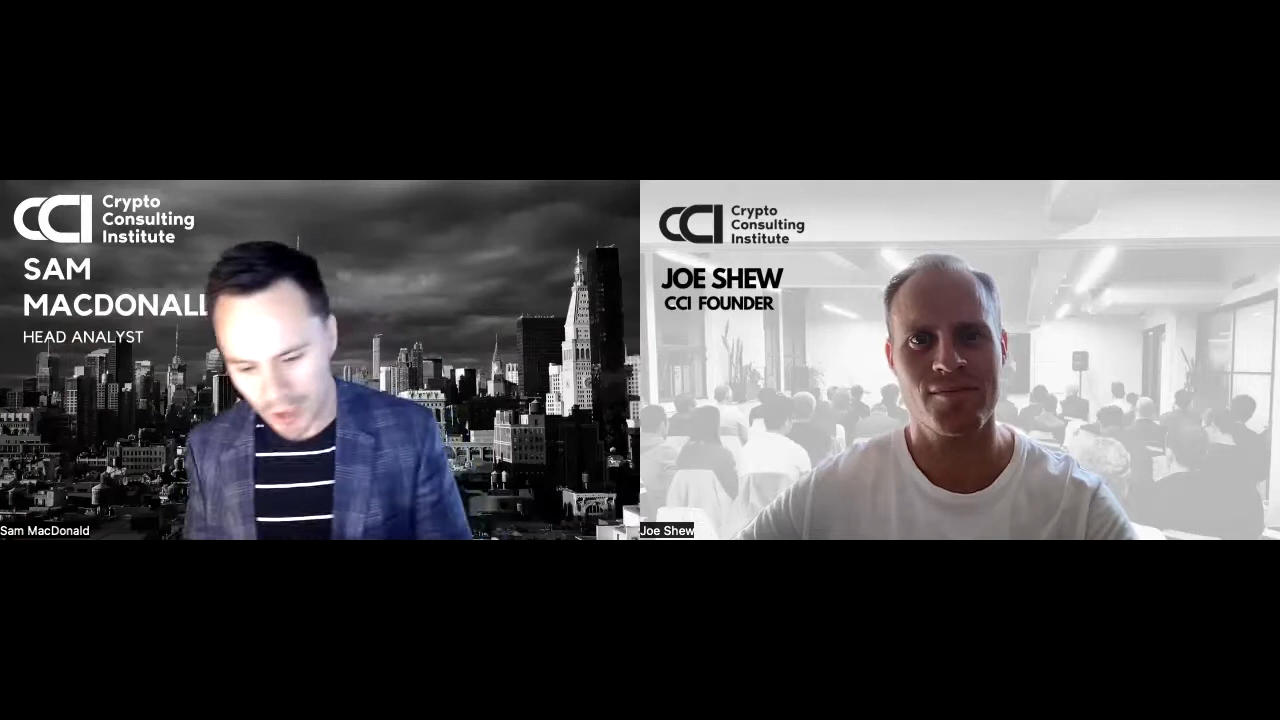 CCI
Crypto
Consulting
Institute
SAM
MACDONALD
HEAD ANALYST
Sam MacDonald
CCI
Crypto
Consulting
Institute
JOE SHEW
CCI FOUNDER
Joe Shew